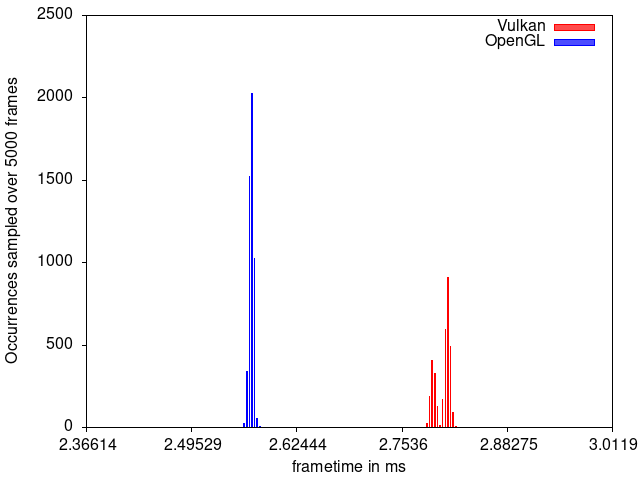 2500
2000
1500
1000
500
0
Occurrences sampled over 5000 frames
Vulkan
OpenGL
2.36614 2.49529 2.62444 2.7536 2.88275 3.0119
frametime in ms